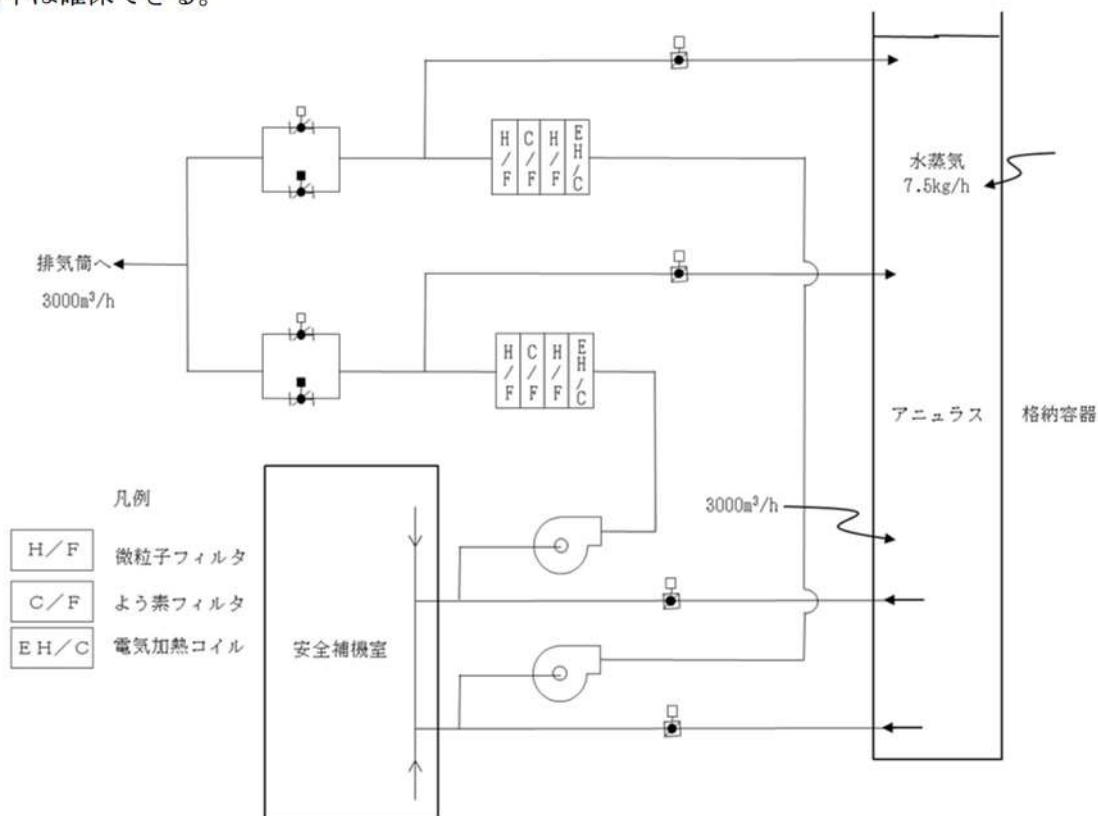 は確保できる。
H/F
C/F
H/F
EH/C
水蒸気
7.5kg/h
排気筒へ
3000m³/h
H/F
C/F
H/F
EH/C
アニュラス
格納容器
3000m³/h
凡例
H/F
微粒子フィルタ
C/F
よう素フィルタ
EH/C
電気加熱コイル
安全補機室